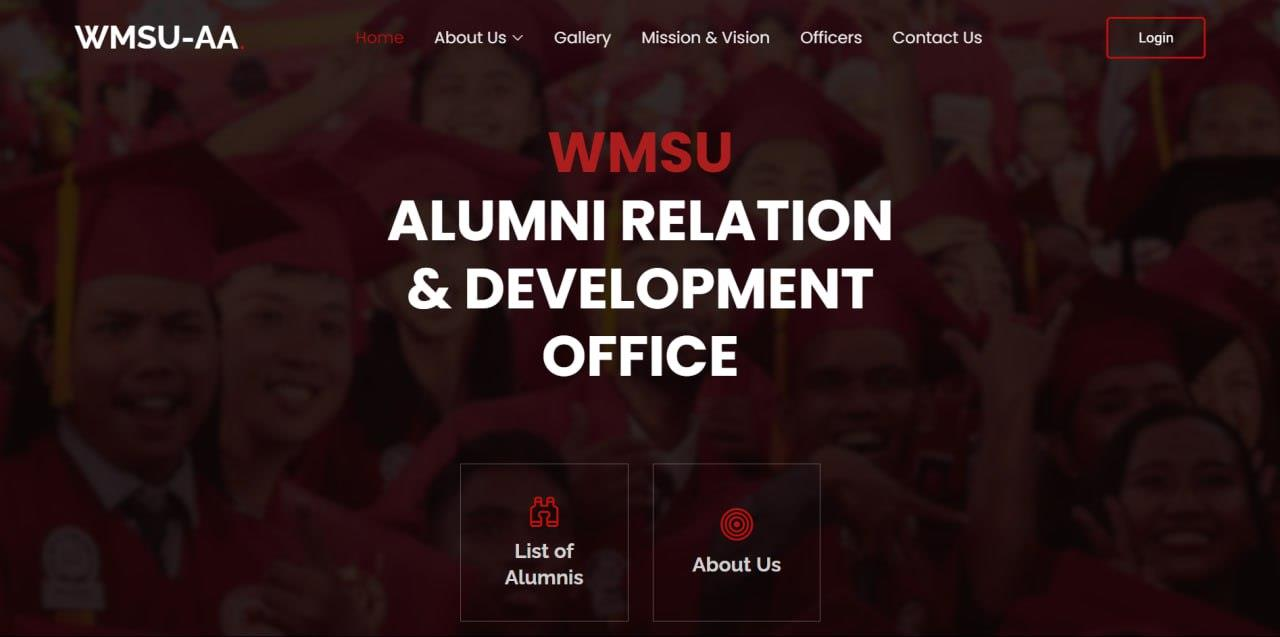 WMSU-AA.
Home
About Us
Gallery
Mission & Vision
Officers
Contact Us
Login
WMSU
ALUMNI RELATION
& DEVELOPMENT
OFFICE
List of
Alumnis
About Us